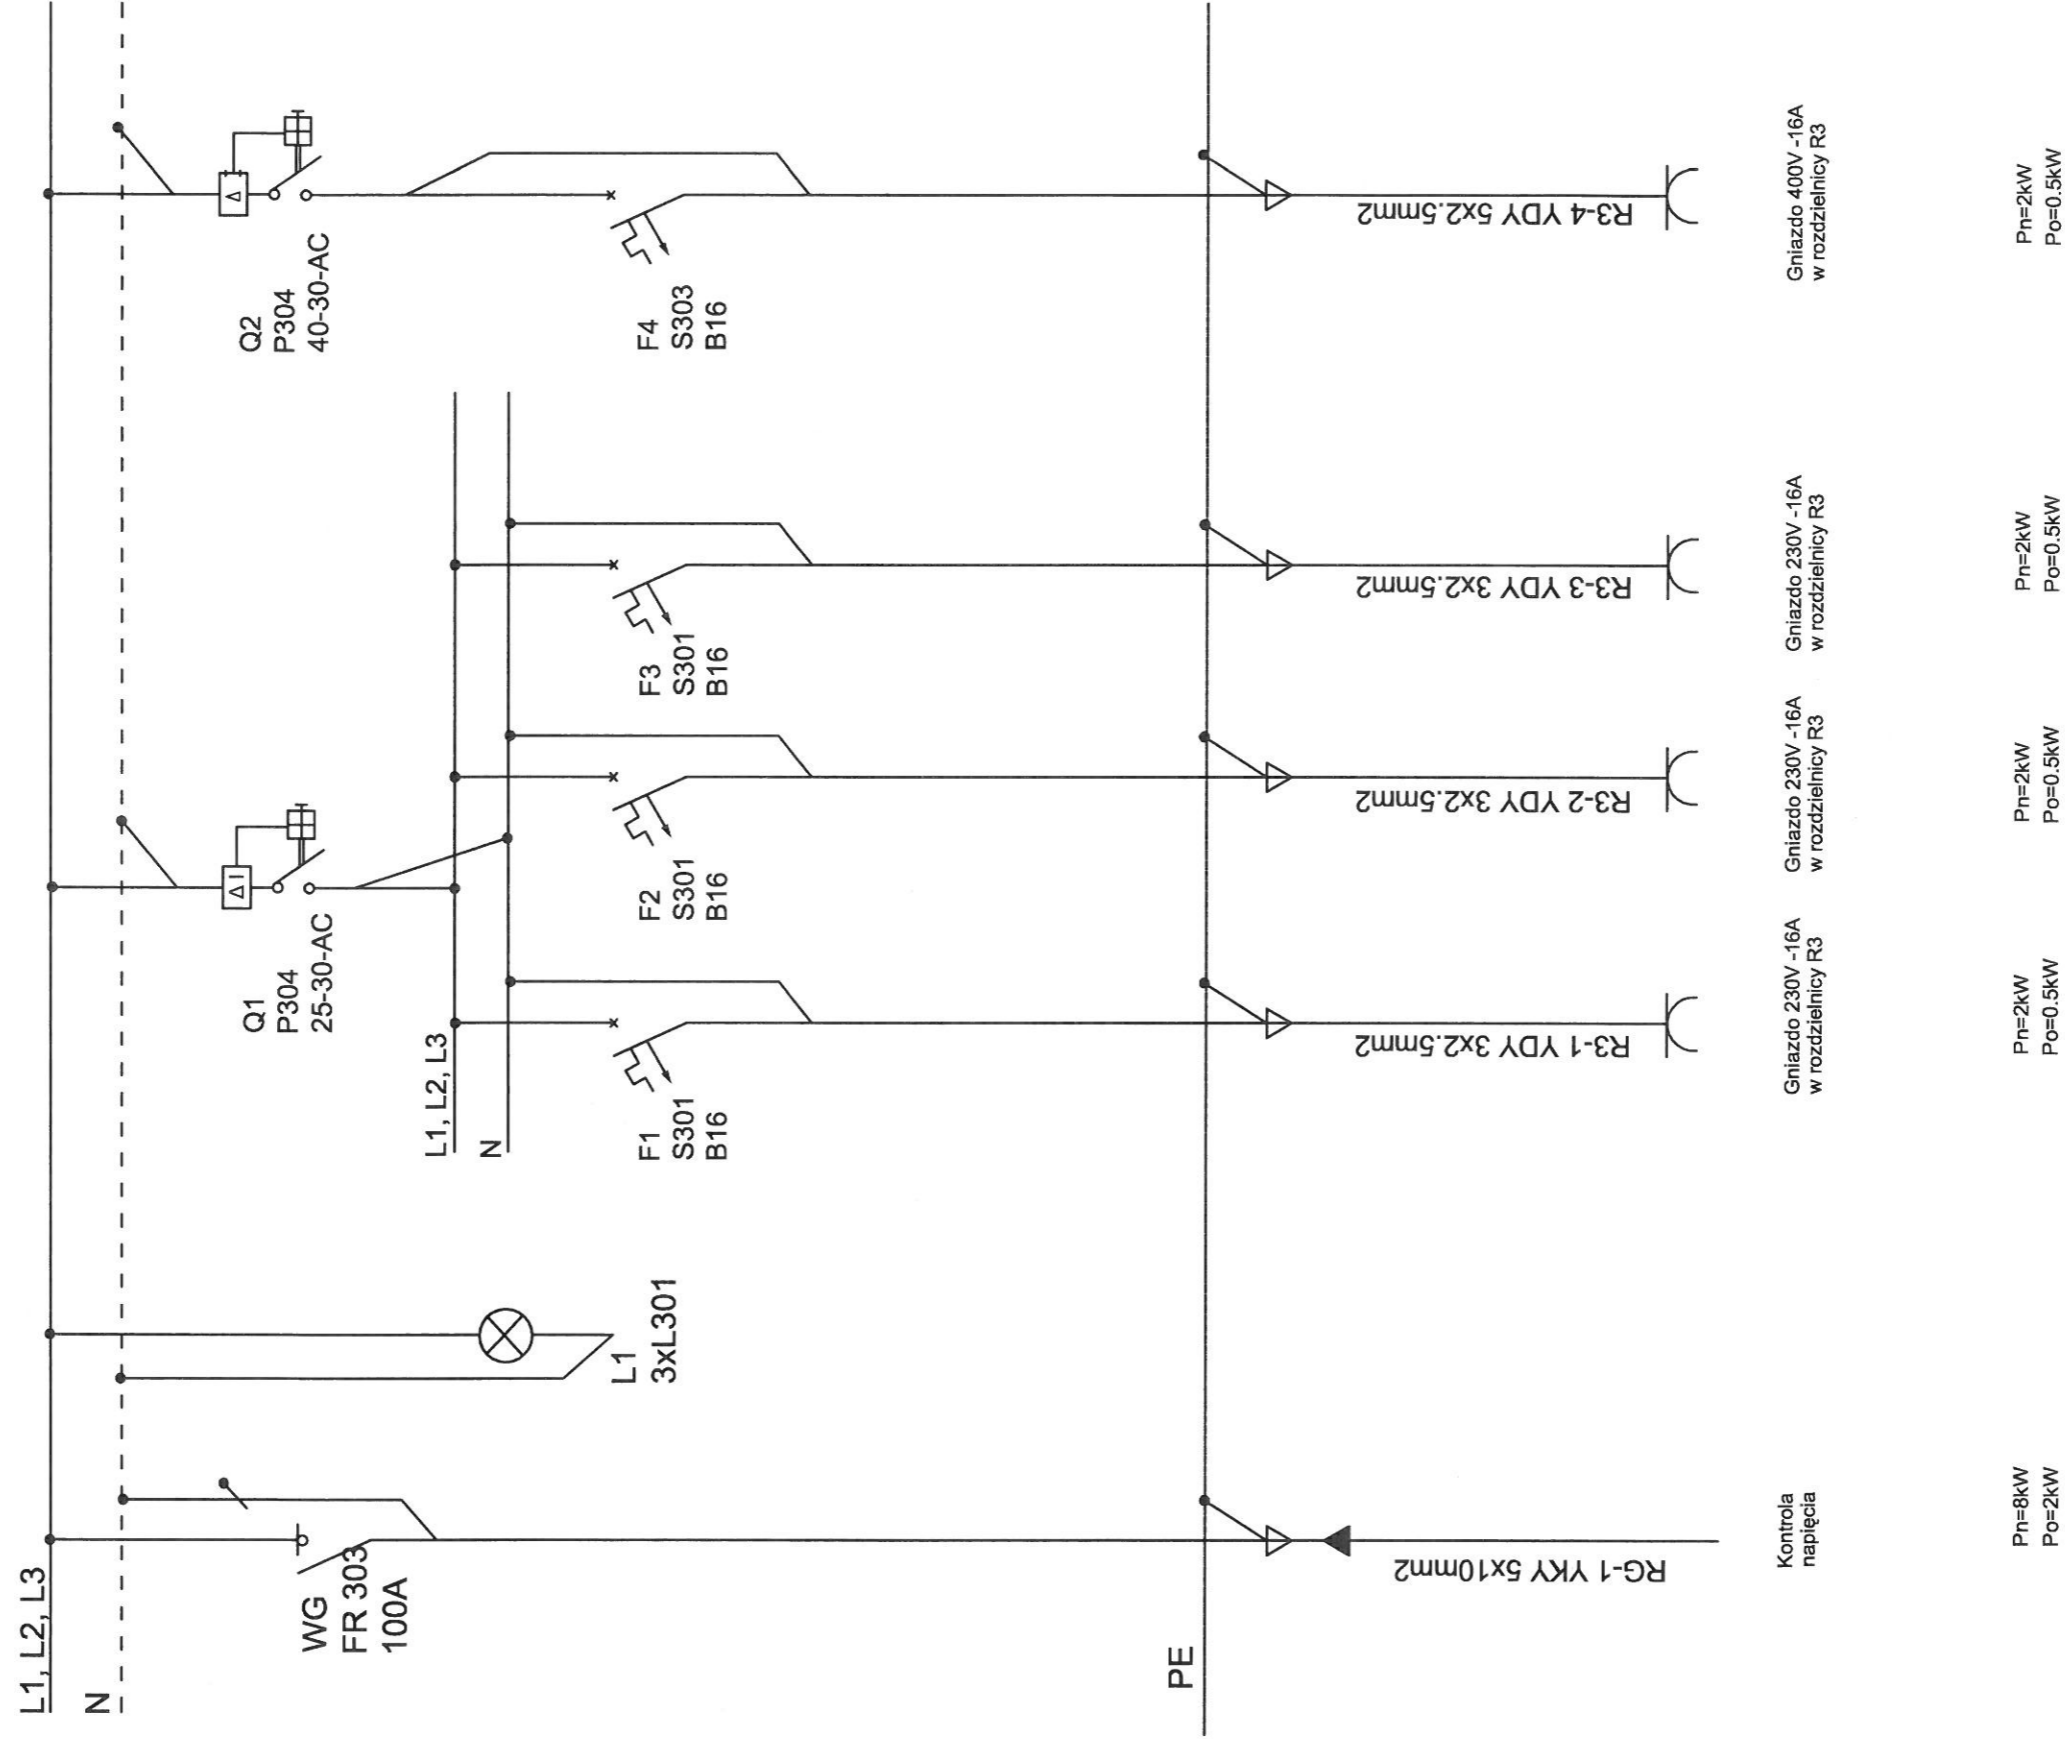 L1, L2, L3
N
WG
FR 303
100A
L1
3xL301
Q1
P304
25-30-AC
Q2
P304
40-30-AC
L1, L2, L3
N
F1
S301
B16
F2
S301
B16
F3
S301
B16
F4
S303
B16
PE
RG-1 YKY 5x10mm2
R3-1 YDY 3x2.5mm2
R3-2 YDY 3x2.5mm2
R3-3 YDY 3x2.5mm2
R3-4 YDY 5x2.5mm2
Kontrola
napięcia
Gniazdo 230V -16A
w rozdzielnicy R3
Gniazdo 230V -16A
w rozdzielnicy R3
Gniazdo 230V -16A
w rozdzielnicy R3
Gniazdo 400V -16A
w rozdzielnicy R3
Pn=8kW
Po=2kW
Pn=2kW
Po=0.5kW
Pn=2kW
Po=0.5kW
Pn=2kW
Po=0.5kW
Pn=2kW
Po=0.5kW